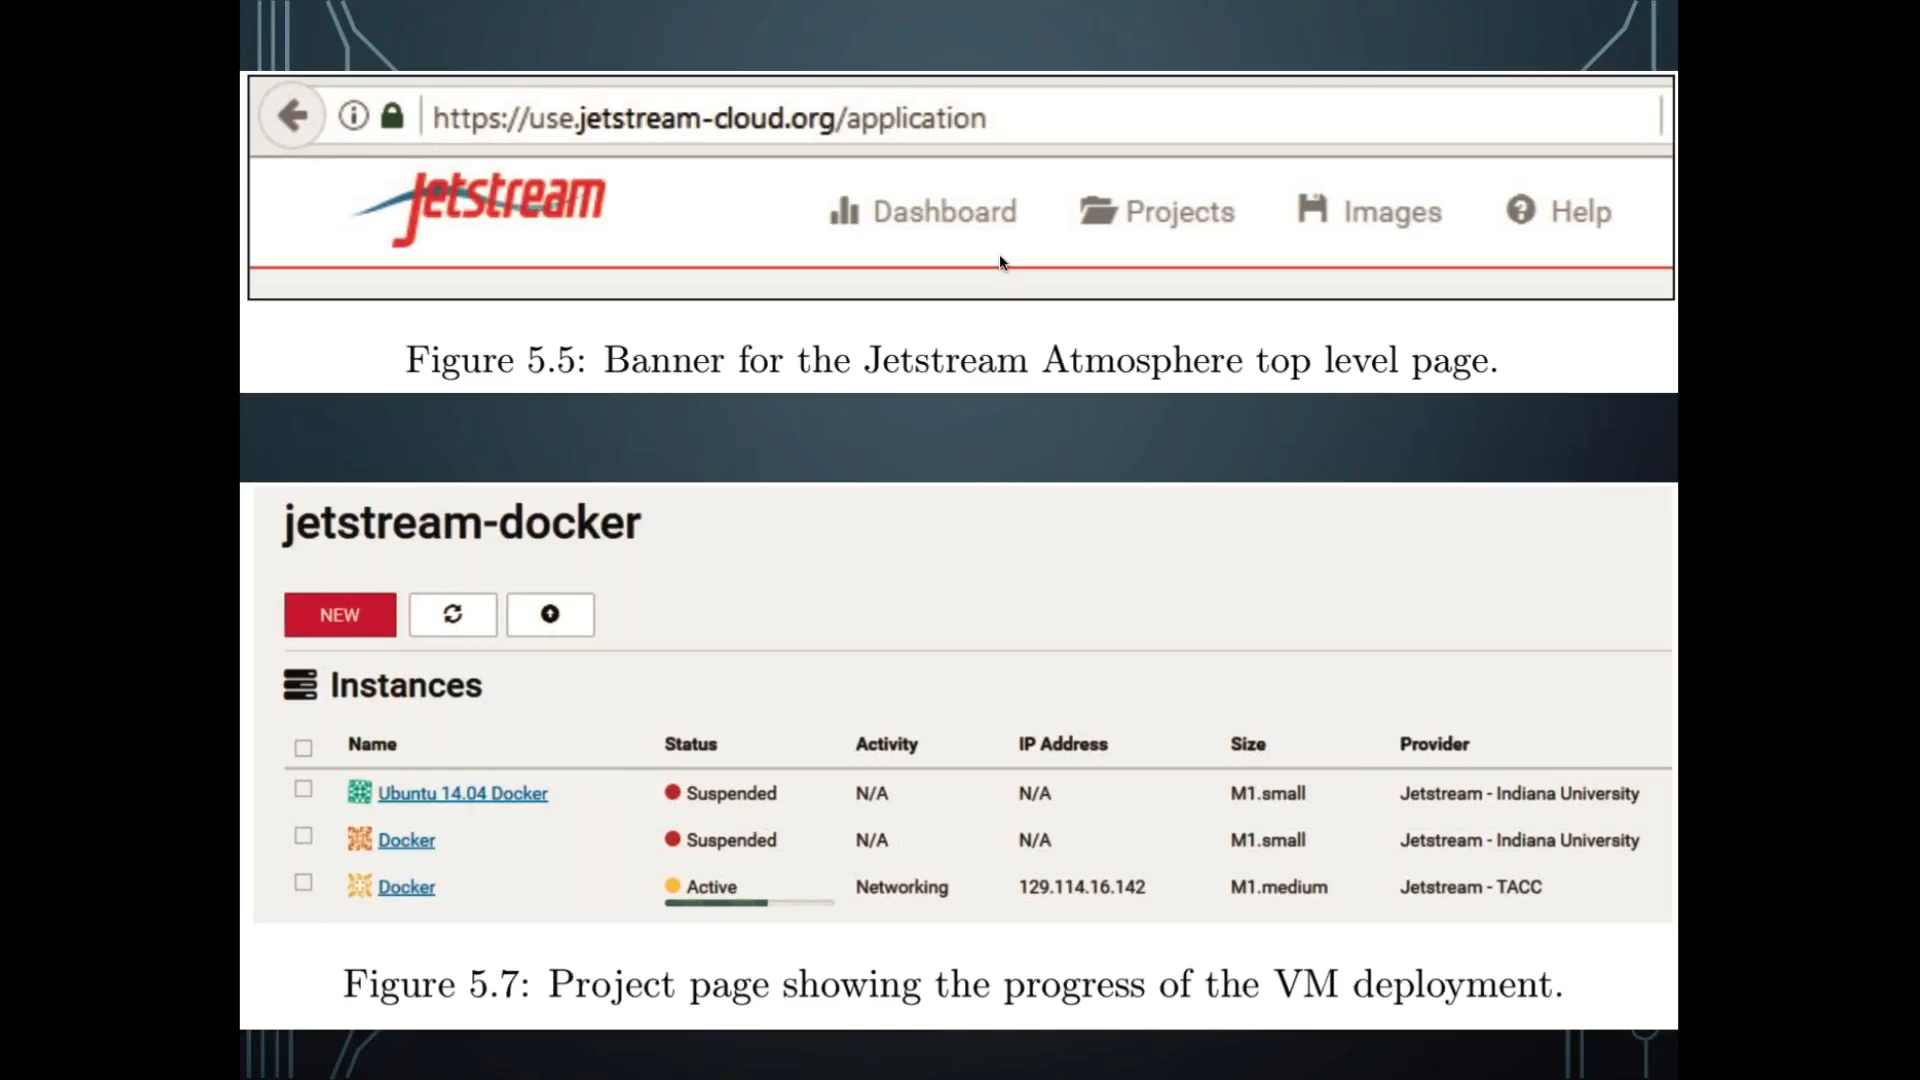 https://use.jetstream-cloud.org/application
Jetstream Dashboard Projects Images Help
Figure 5.5: Banner for the Jetstream Atmosphere top level page.
jetstream-docker
NEW
Instances
Name Status Activity IP Address Size Provider
Ubuntu 14.04 Docker Suspended N/A N/A M1.small Jetstream - Indiana University
Docker Suspended N/A N/A M1.small Jetstream - Indiana University
Docker Active Networking 129.114.16.142 M1.medium Jetstream - TACC
Figure 5.7: Project page showing the progress of the VM deployment.